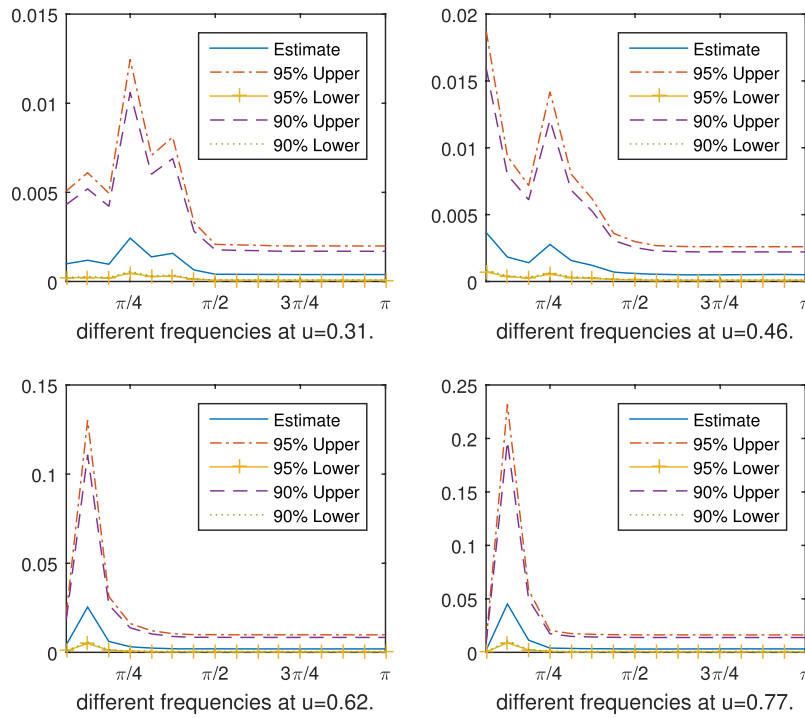 0.015
0.01
0.005
0
Estimate
95% Upper
95% Lower
90% Upper
90% Lower
π/4
π/2
3π/4
π
different frequencies at u=0.31.
0.02
0.015
0.01
0.005
0
Estimate
95% Upper
95% Lower
90% Upper
90% Lower
π/4
π/2
3π/4
π
different frequencies at u=0.46.
0.15
0.1
0.05
0
Estimate
95% Upper
95% Lower
90% Upper
90% Lower
π/4
π/2
3π/4
π
different frequencies at u=0.62.
0.25
0.2
0.15
0.1
0.05
0
Estimate
95% Upper
95% Lower
90% Upper
90% Lower
π/4
π/2
3π/4
π
different frequencies at u=0.77.